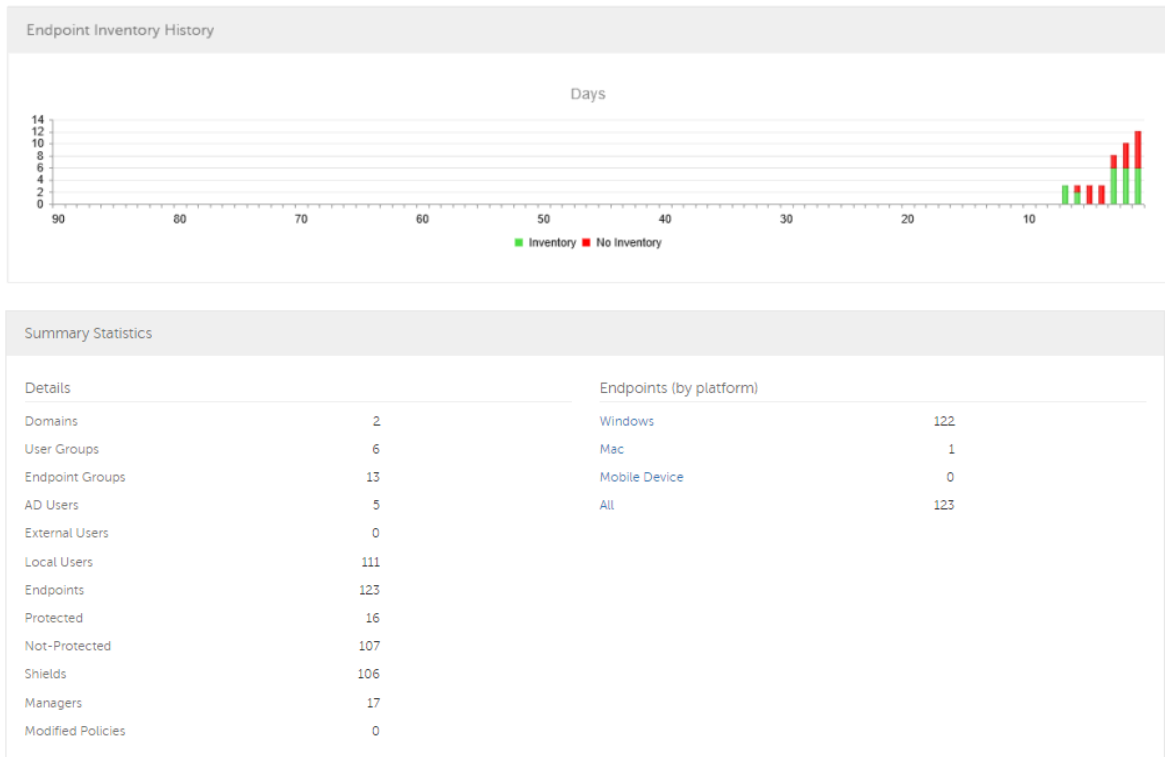 Endpoint Inventory History
Days
14
12
10
8
6
4
2
0
90 80 70 60 50 40 30 20 10
Inventory No Inventory
Summary Statistics
Details
Domains 2
User Groups 6
Endpoint Groups 13
AD Users 5
External Users 0
Local Users 111
Endpoints 123
Protected 16
Not-Protected 107
Shields 106
Managers 17
Modified Policies 0
Endpoints (by platform)
Windows 122
Mac 1
Mobile Device 0
All 123